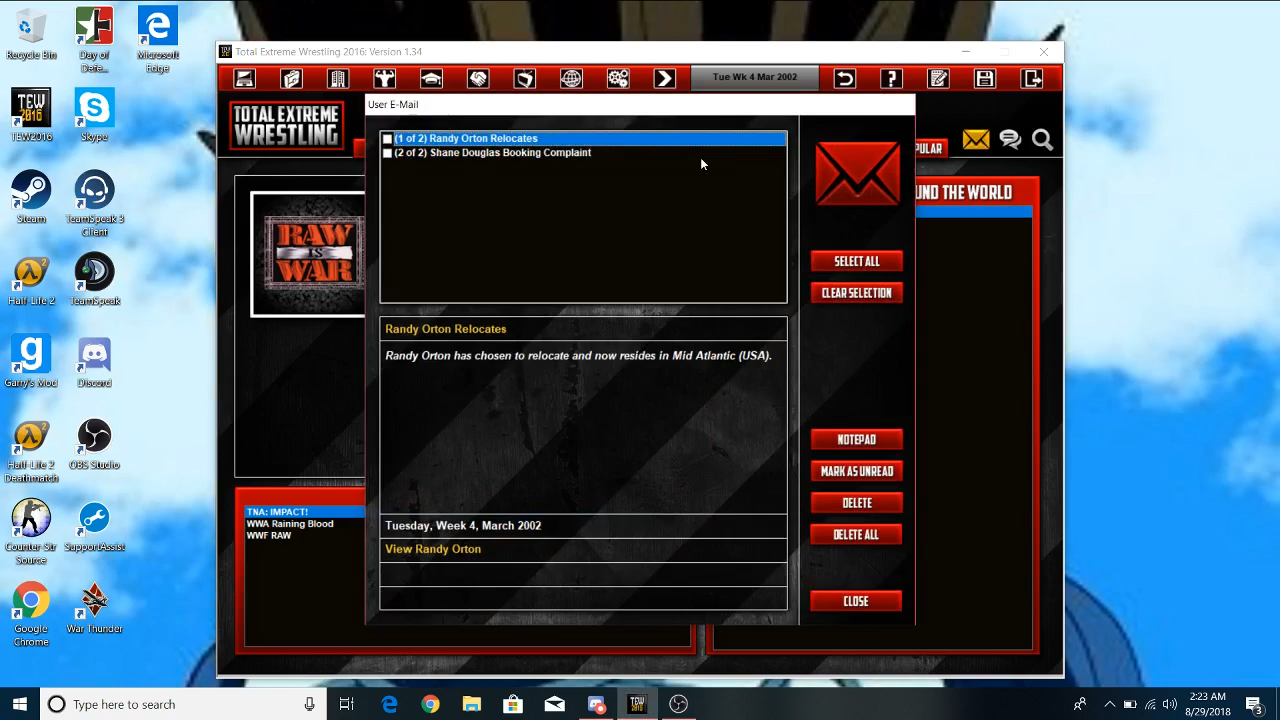 Recycle Bin
Day of
Defe...
Microsoft
Edge
TEW
2016
TEW2016
Skype
Steam
TeamSpeak 3
Client
Half-Life 2
TeamSpeak
Garry's Mod
Discord
Half-Life 2
Deathmatch
OBS Studio
Counter-Str
Source
SupportAssist
Google
Chrome
War Thunder
Total Extreme Wrestling 2016: Version 1.34
Tue Wk 4 Mar 2002
TOTAL EXTREME
WRESTLING
User E-Mail
(1 of 2) Randy Orton Relocates
(2 of 2) Shane Douglas Booking Complaint
PULAR
UND THE WORLD
RAW
IS
WAR
SELECT ALL
CLEAR SELECTION
Randy Orton Relocates
Randy Orton has chosen to relocate and now resides in Mid Atlantic (USA).
NOTEPAD
MARK AS UNREAD
DELETE
DELETE ALL
CLOSE
Tuesday, Week 4, March 2002
View Randy Orton
TNA: IMPACT!
WWA Raining Blood
WWF RAW
Type here to search
TEW
2016
2:23 AM
8/29/2018
3